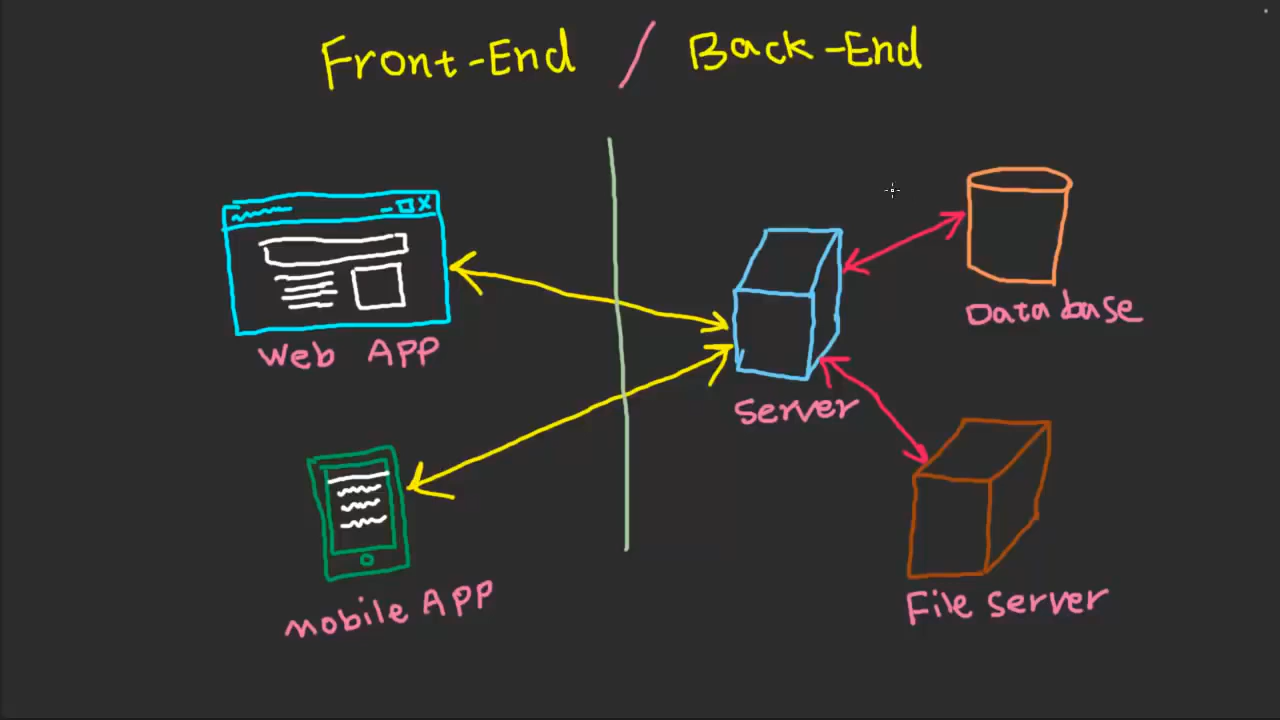 Front-End / Back-End
Web APP
Database
Server
mobile APP
File Server